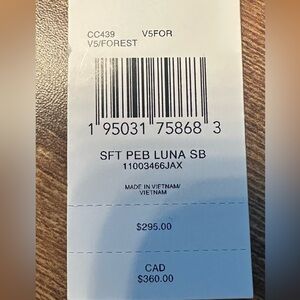 CC439 V5FOR
V5/FOREST
1 95031 75868 3
SFT PEB LUNA SB
11003466JAX
MADE IN VIETNAM/
VIETNAM
$295.00
CAD
$360.00